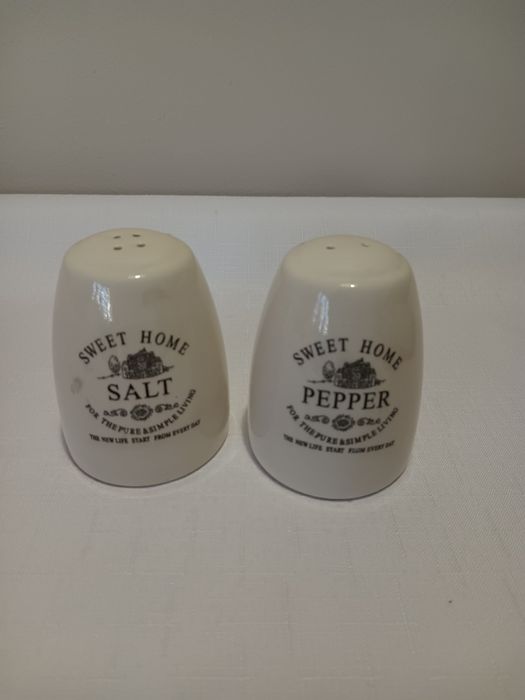 SWEET HOME
SALT
FOR THE PURE & SIMPLE LIVING
THE NEW LIFE START FROM EVERY DAY
SWEET HOME
PEPPER
FOR THE PURE & SIMPLE LIVING
THE NEW LIFE START FROM EVERY DAY